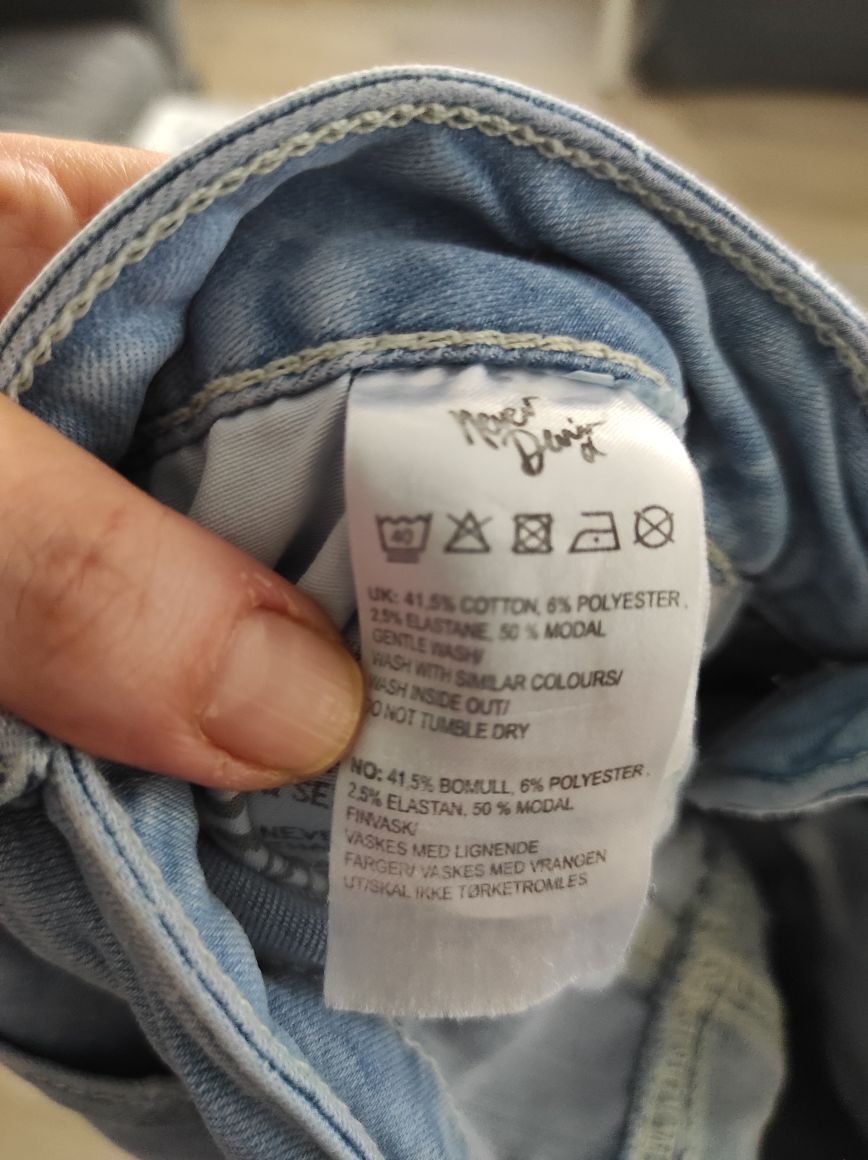 Never
Denim
40
UK: 41,5% COTTON, 6% POLYESTER,
2,5% ELASTANE, 50 % MODAL
GENTLE WASH/
WASH WITH SIMILAR COLOURS/
WASH INSIDE OUT/
DO NOT TUMBLE DRY
NO: 41,5% BOMULL, 6% POLYESTER,
2,5% ELASTAN, 50 % MODAL
FINVASK/
VASKES MED LIGNENDE
FARGER/ VASKES MED VRANGEN
UT/SKAL IKKE TØRKETROMLES